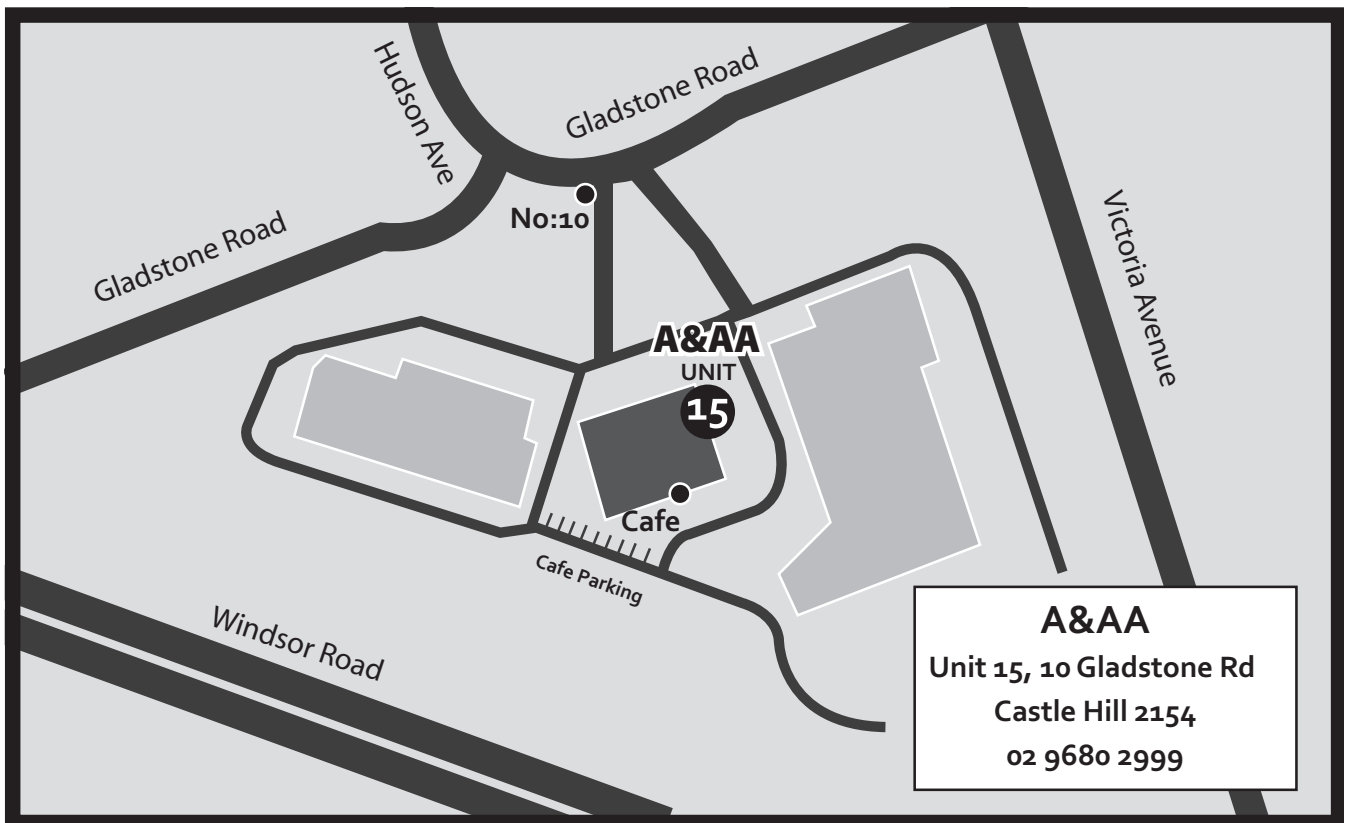 Hudson Ave
Gladstone Road
Gladstone Road
No:10
Victoria Avenue
A&AA
UNIT
15
Cafe
Cafe Parking
Windsor Road
A&AA
Unit 15, 10 Gladstone Rd
Castle Hill 2154
02 9680 2999